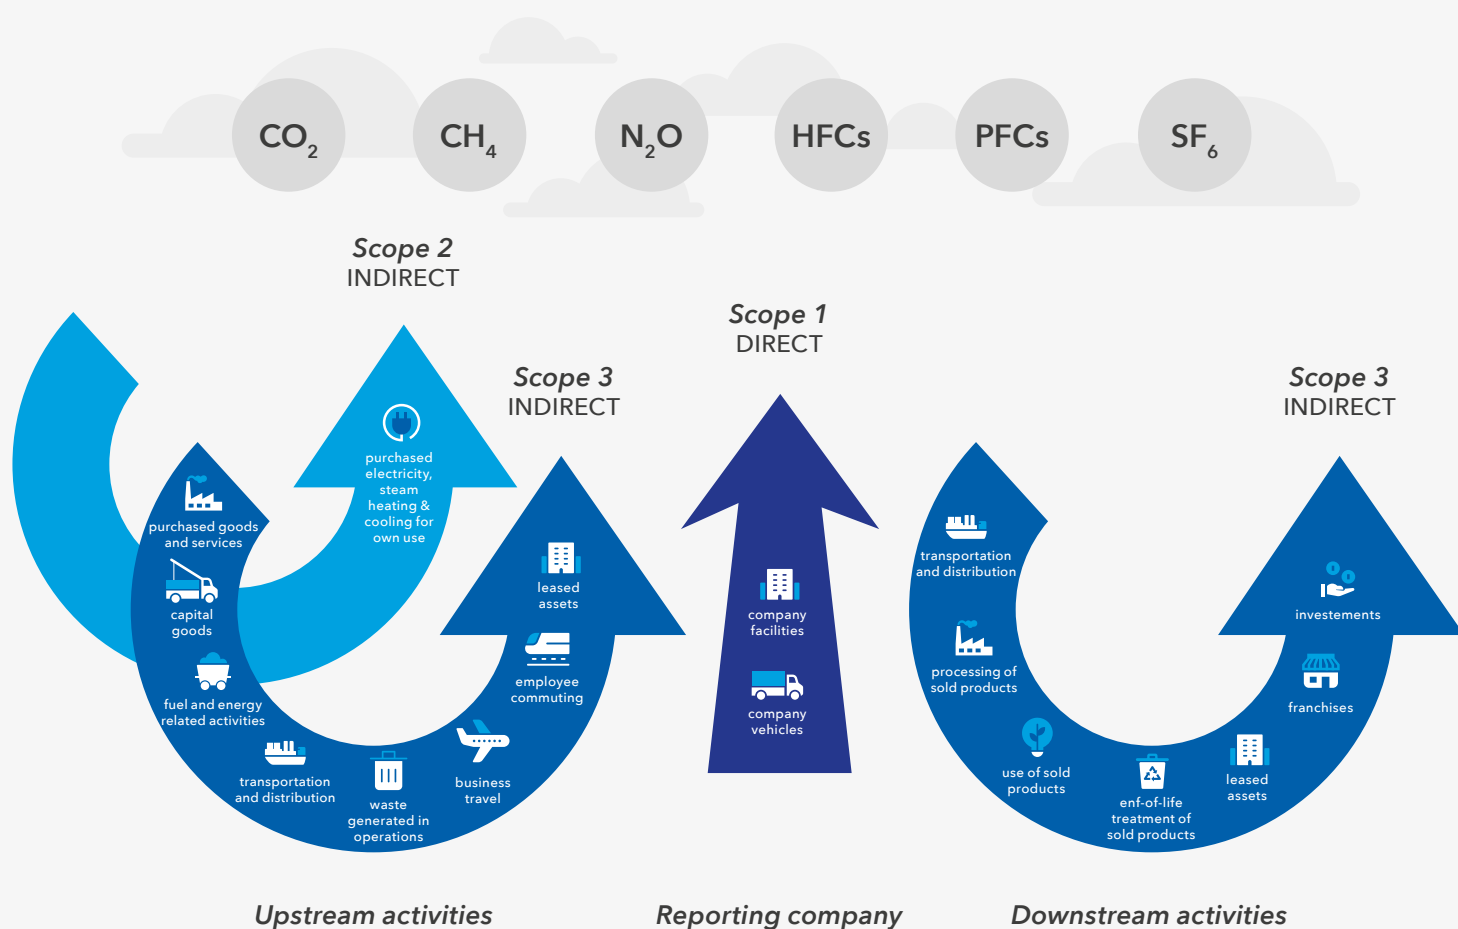 CO₂
CH₄
N₂O
HFCs
PFCs
SF₆
Scope 2
INDIRECT
Scope 3
INDIRECT
Scope 1
DIRECT
Scope 3
INDIRECT
purchased
electricity,
steam
heating &
cooling for
own use
purchased goods
and services
capital
goods
fuel and energy
related activities
transportation
and distribution
waste
generated in
operations
business
travel
employee
commuting
leased
assets
company
facilities
company
vehicles
transportation
and distribution
processing of
sold products
use of sold
products
enf-of-life
treatment of
sold products
leased
assets
franchises
investements
Upstream activities
Reporting company
Downstream activities